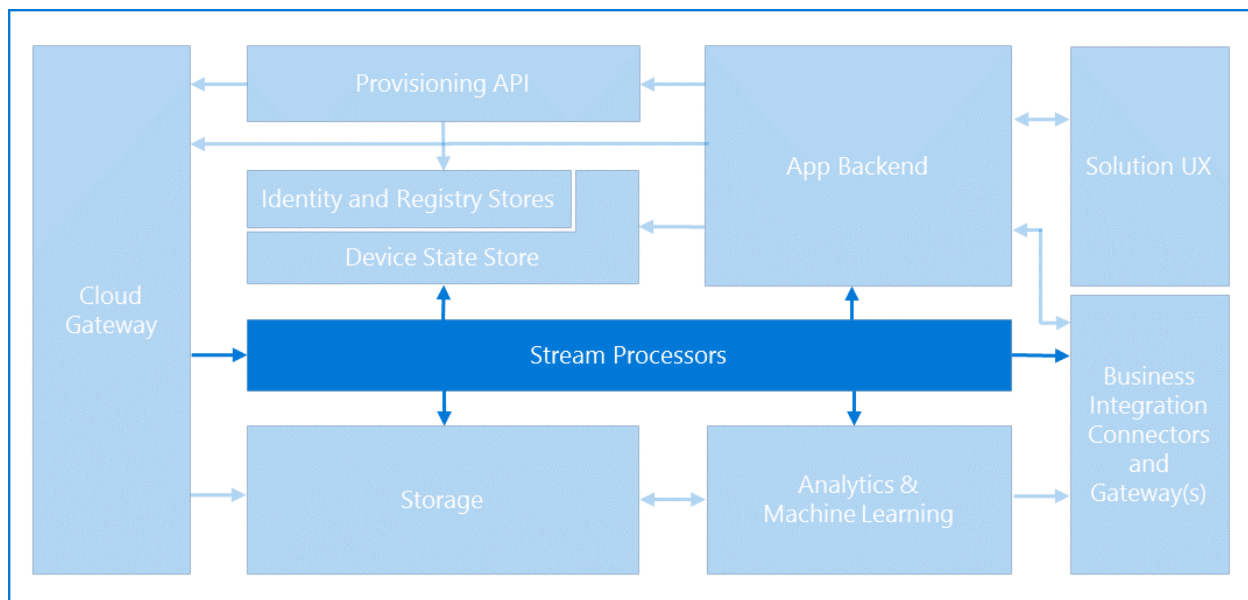 Provisioning API
App Backend
Solution UX
Identity and Registry Stores
Device State Store
Cloud
Gateway
Stream Processors
Business
Integration
Connectors
and
Gateway(s)
Storage
Analytics &
Machine Learning